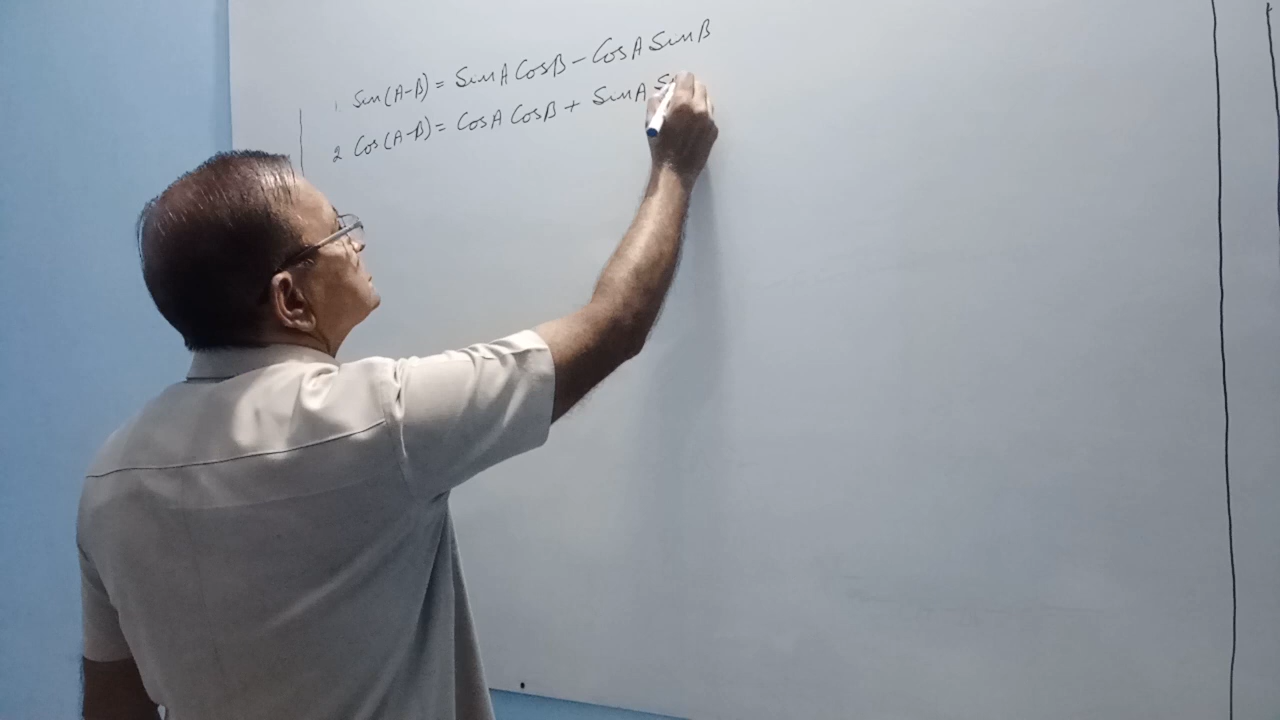 1. Sin(A-B) = SinA CosB - CosA SinB
2 Cos(A-B) = CosA CosB + SinA S